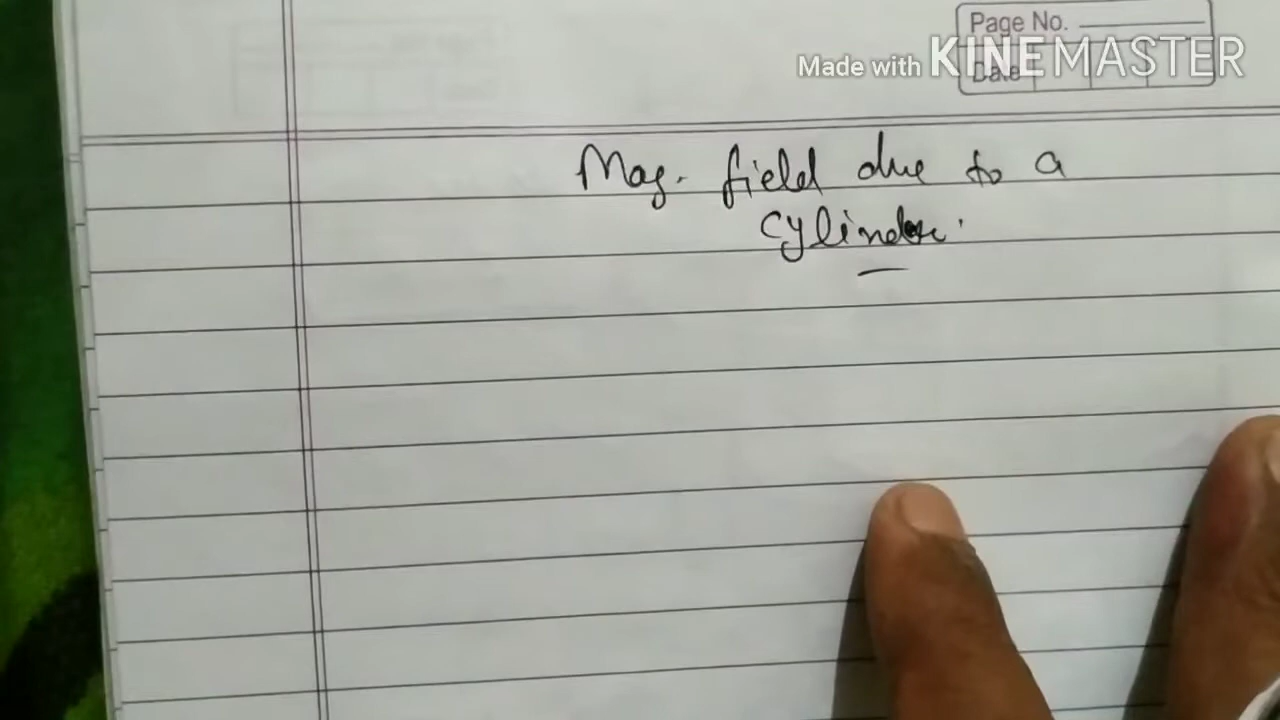 Page No.
Made with KINEMASTER
Date
Mag. field due to a
cylinder.